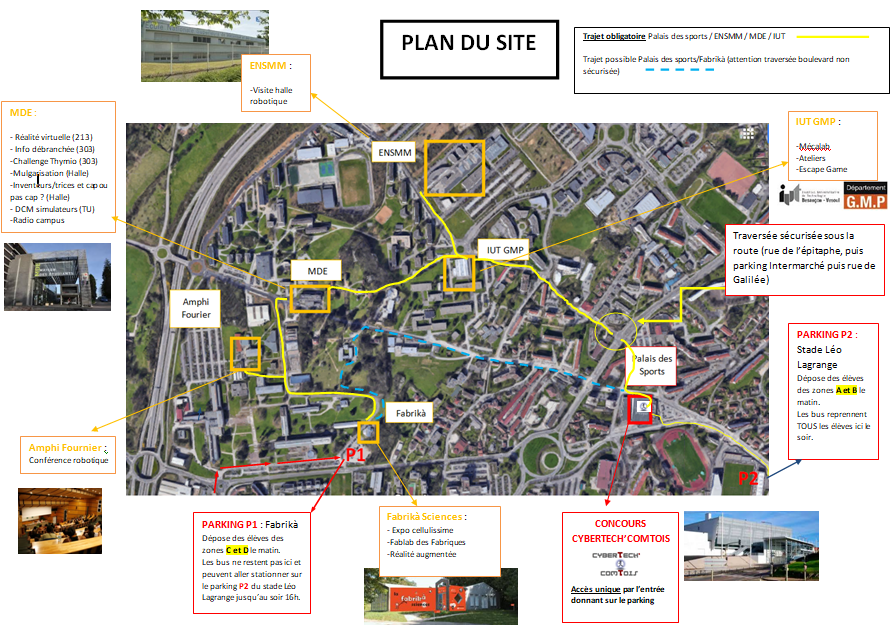 PLAN DU SITE
Trajet obligatoire Palais des sports / ENSMM / MDE / IUT
Trajet possible Palais des sports/Fabrikà (attention traversée boulevard non
sécurisée)
ENSMM :
-Visite halle
robotique
MDE :
- Réalité virtuelle (213)
- Info débranchée (303)
-Challenge Thymio (303)
-Mulgarisation (Halle)
-Inventeurs/trices et cap ou
pas cap ? (Halle)
- DCM simulateurs (TU)
-Radio campus
IUT GMP :
-Mécalab
-Ateliers
-Escape Game
iut
Besançon - Vesoul
Département
G.M.P
ENSMM
IUT GMP
MDE
Amphi
Fourier
Palais des
Sports
Fabrikà
P1
P2
Traversée sécurisée sous la
route (rue de l'épitaphe, puis
parking Intermarché puis rue de
Galilée)
PARKING P2 :
Stade Léo
Lagrange
Dépose des élèves
des zones A et B le
matin.
Les bus reprennent
TOUS les élèves ici le
soir.
Amphi Fournier :
Conférence robotique
PARKING P1 : Fabrikà
Dépose des élèves des
zones C et D le matin.
Les bus ne restent pas ici et
peuvent aller stationner sur
le parking P2 du stade Léo
Lagrange jusqu'au soir 16h.
Fabrikà Sciences :
- Expo cellulissime
-Fablab des Fabriques
-Réalité augmentée
fabrikà
CONCOURS
CYBERTECH'COMTOIS
CYBERTECH'
COMTOIS
Accès unique par l'entrée
donnant sur le parking